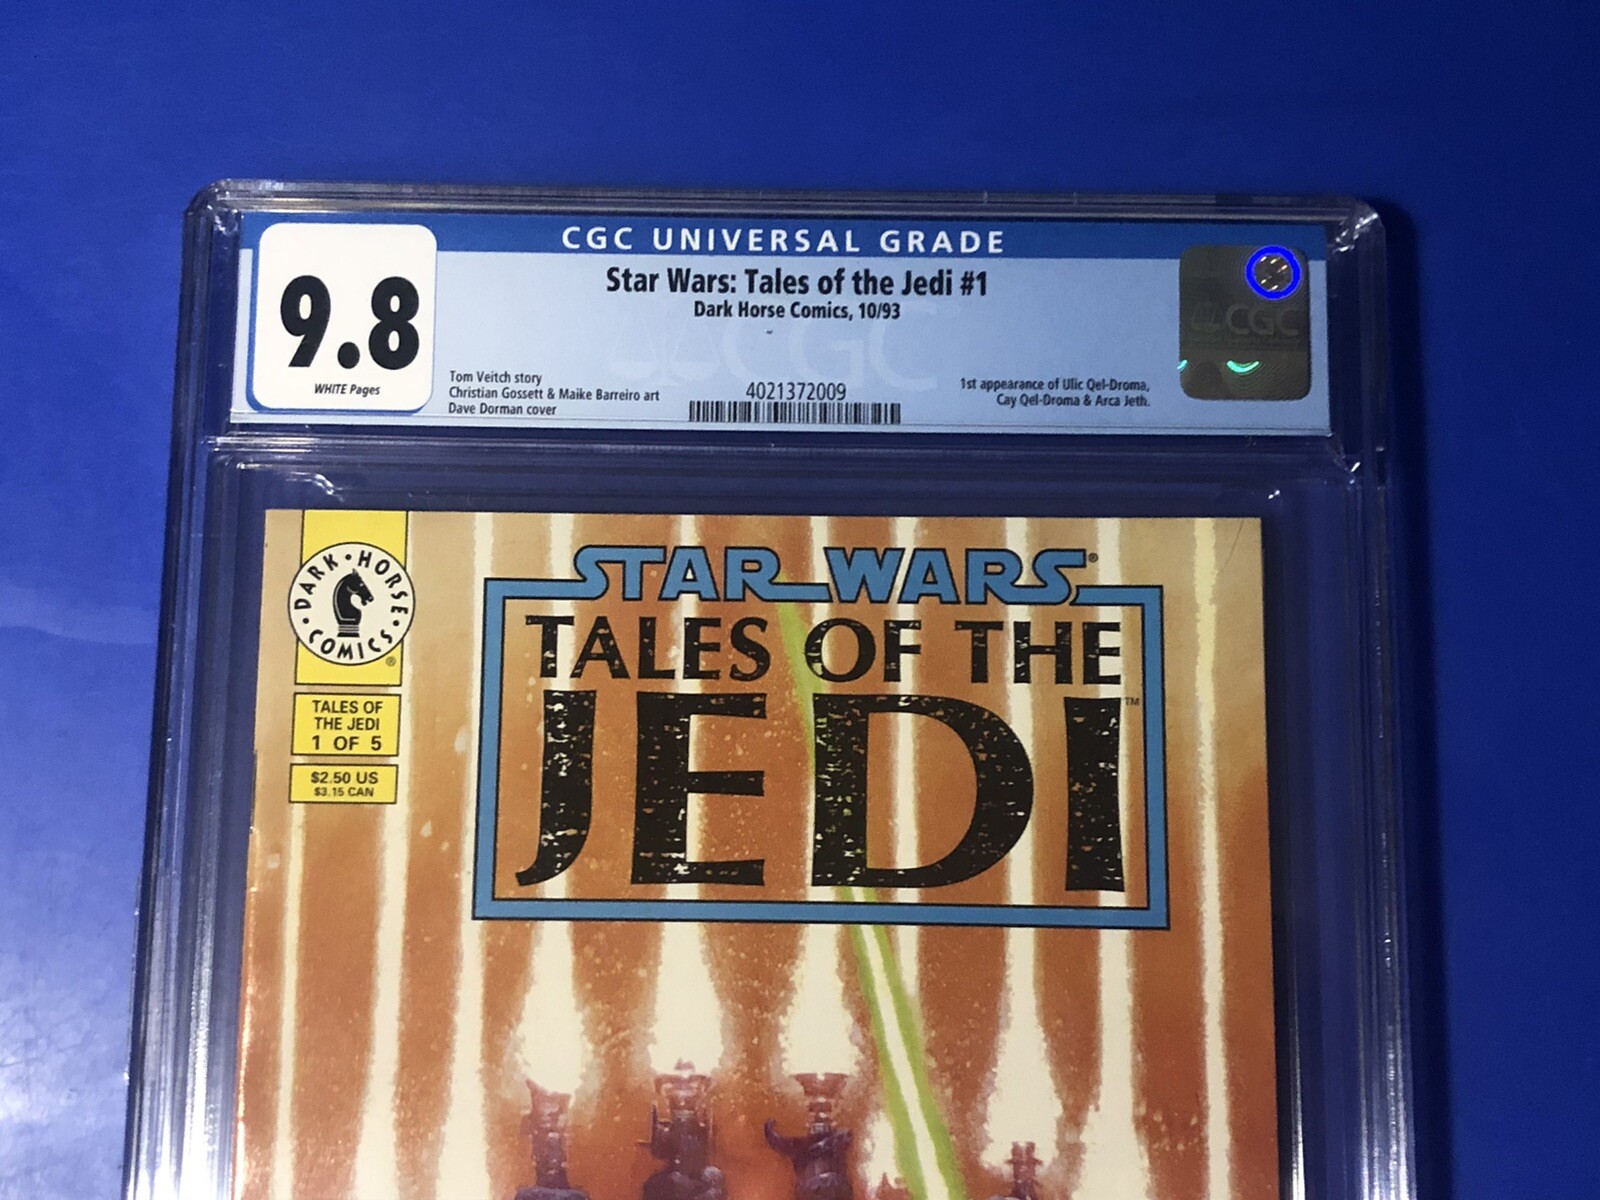 CGC UNIVERSAL GRADE
9.8
WHITE Pages
Star Wars: Tales of the Jedi #1
Dark Horse Comics, 10/93
CGC
Tom Veitch story
Christian Gossett & Maike Barreiro art
Dave Dorman cover
4021372009
1st appearance of Ulic Qel-Droma,
Cay Qel-Droma & Arca Jeth.
CGC
DARK • HORSE • COMICS •
®
TALES OF
THE JEDI
1 OF 5
$2.50 US
$3.15 CAN
STAR WARS®
TALES OF THE
JEDI™